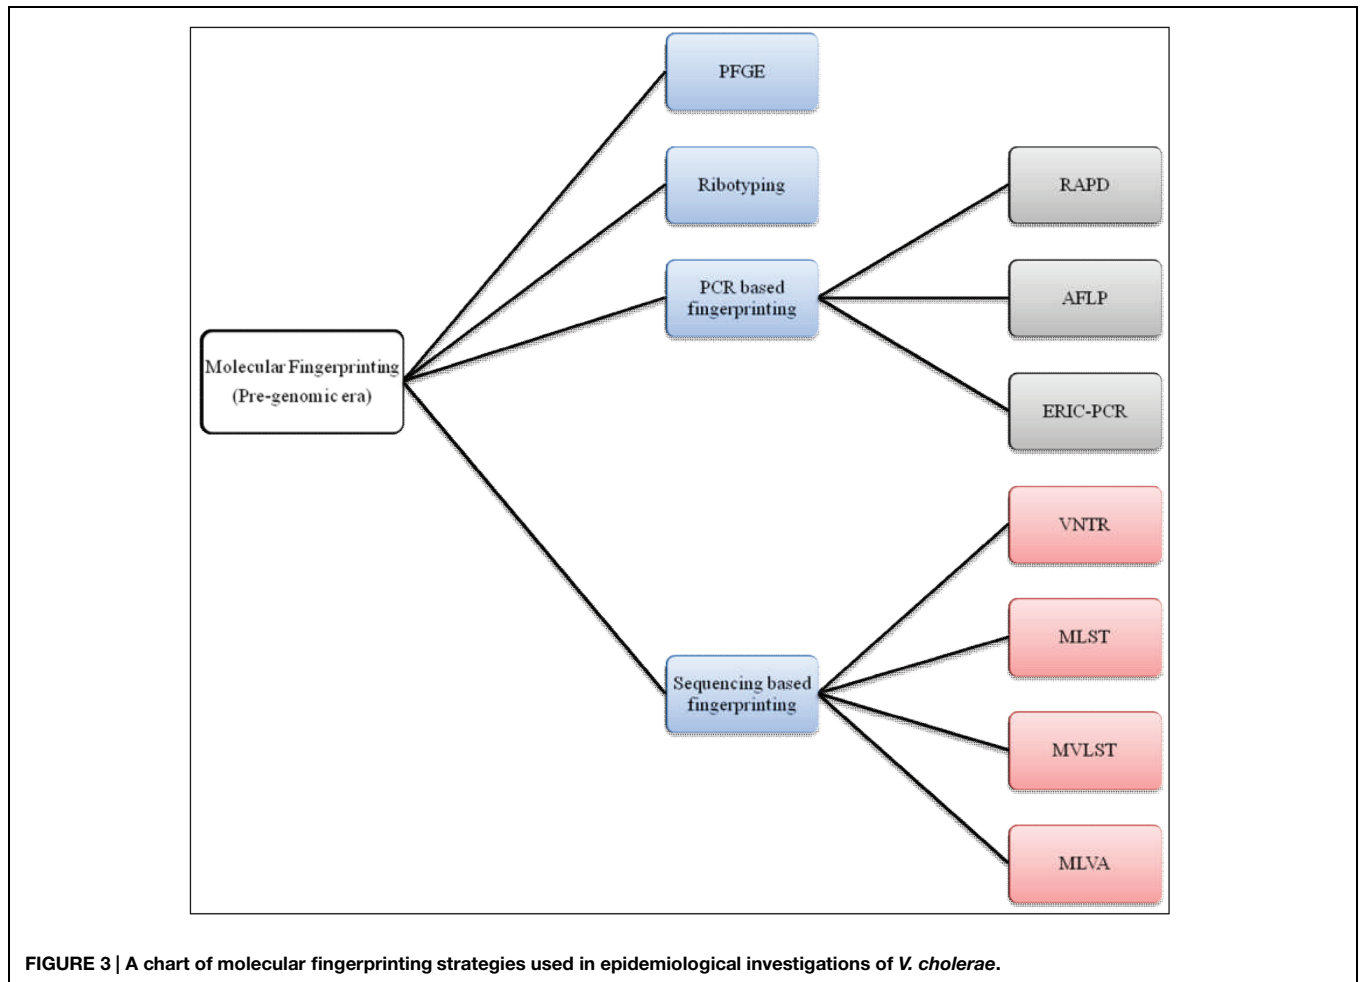 PFGE
Ribotyping
RAPD
PCR based
fingerprinting
AFLP
Molecular Fingerprinting
(Pre-genomic era)
ERIC-PCR
VNTR
MLST
Sequencing based
fingerprinting
MVLST
MLVA
FIGURE 3 | A chart of molecular fingerprinting strategies used in epidemiological investigations of V. cholerae.